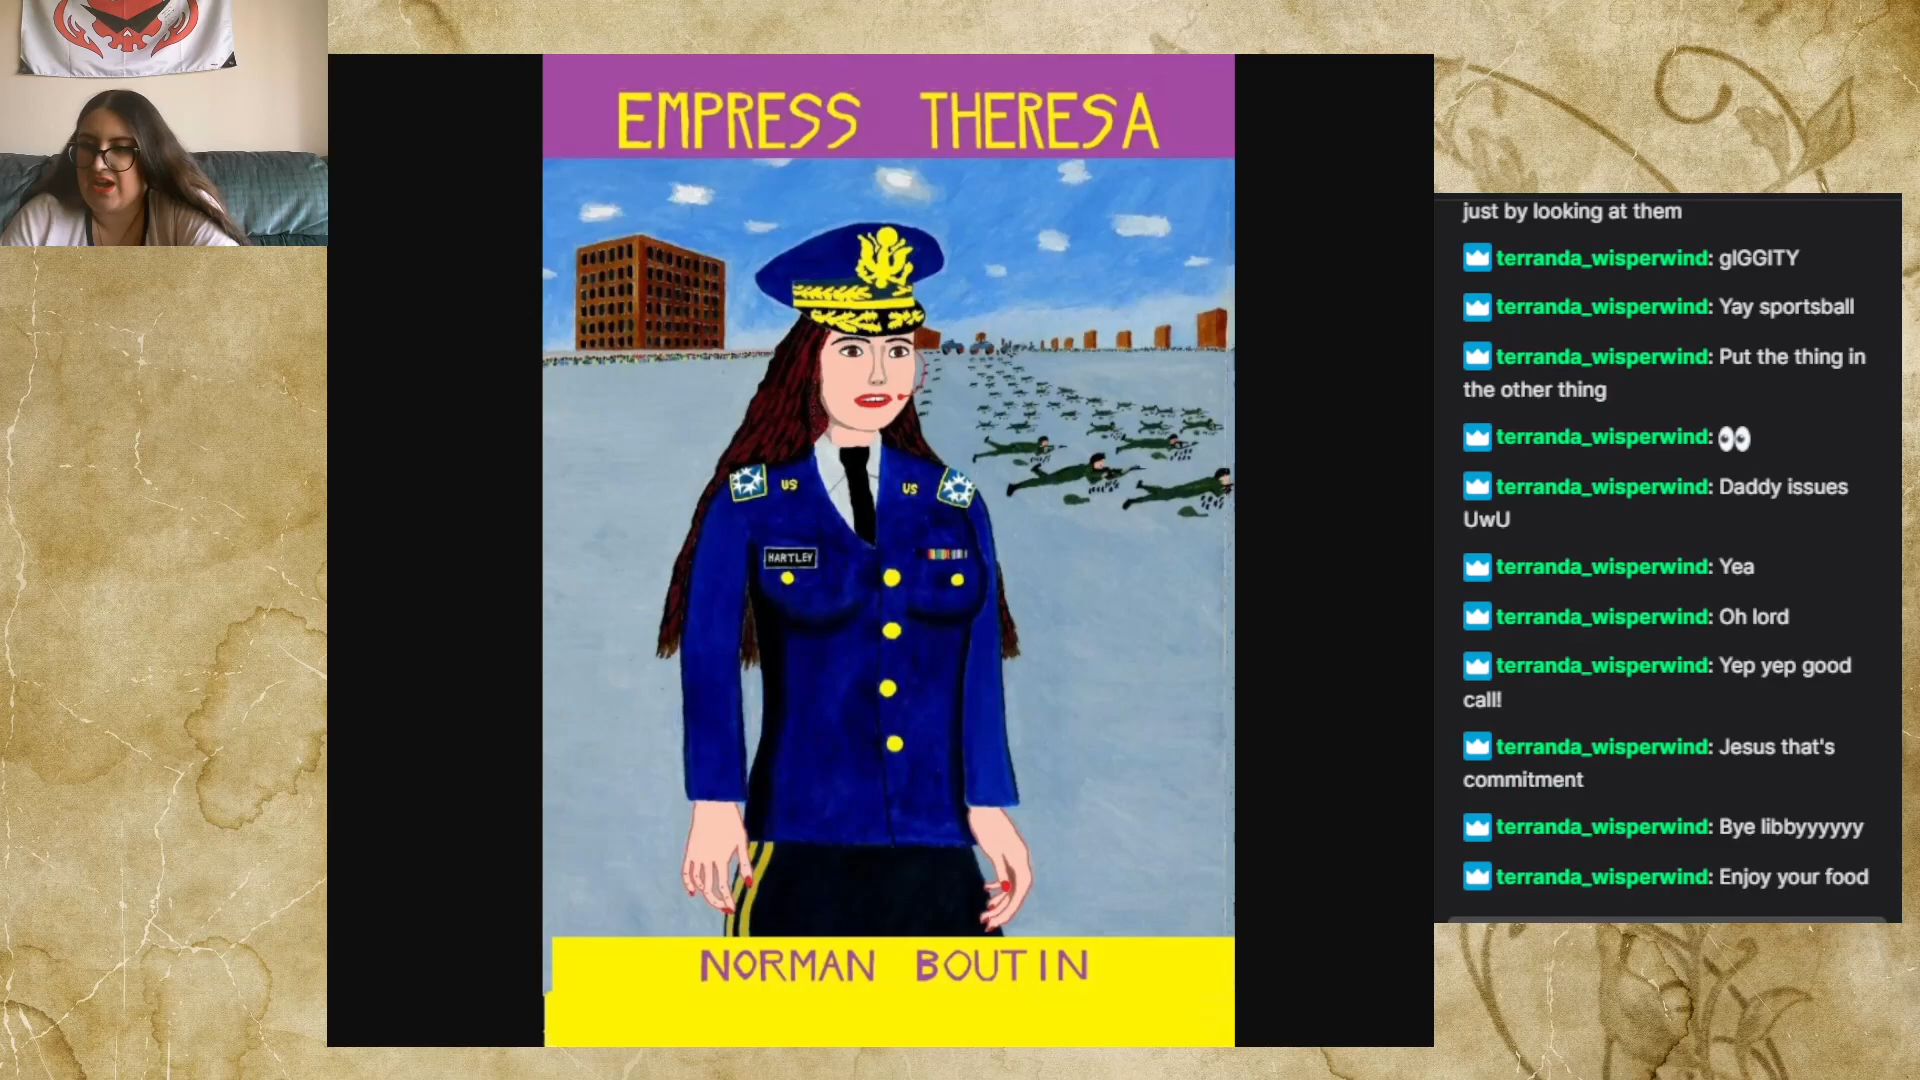 EMPRESS THERESA
US
US
HARTLEY
NORMAN BOUTIN
just by looking at them
terranda_wisperwind: gIGGITY
terranda_wisperwind: Yay sportsball
terranda_wisperwind: Put the thing in
the other thing
terranda_wisperwind: 👀
terranda_wisperwind: Daddy issues
UwU
terranda_wisperwind: Yea
terranda_wisperwind: Oh lord
terranda_wisperwind: Yep yep good
call!
terranda_wisperwind: Jesus that's
commitment
terranda_wisperwind: Bye libbyyyyyy
terranda_wisperwind: Enjoy your food